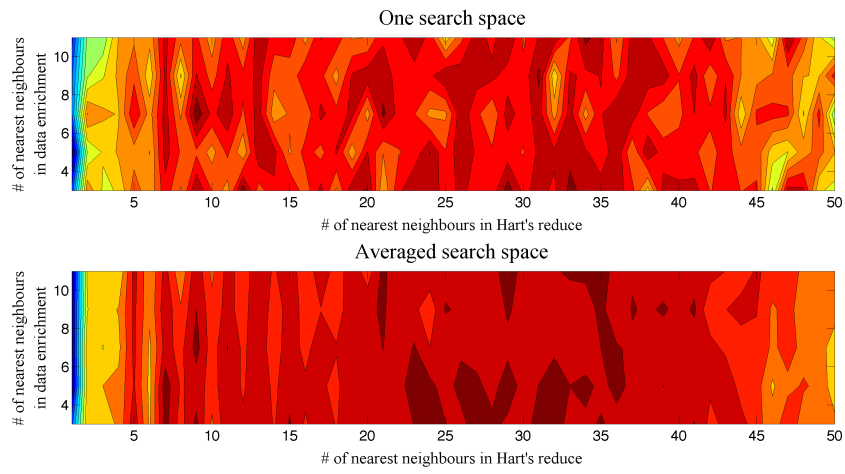 One search space
# of nearest neighbours
in data enrichment
10
8
6
4
5 10 15 20 25 30 35 40 45 50
# of nearest neighbours in Hart's reduce
Averaged search space
# of nearest neighbours
in data enrichment
10
8
6
4
5 10 15 20 25 30 35 40 45 50
# of nearest neighbours in Hart's reduce